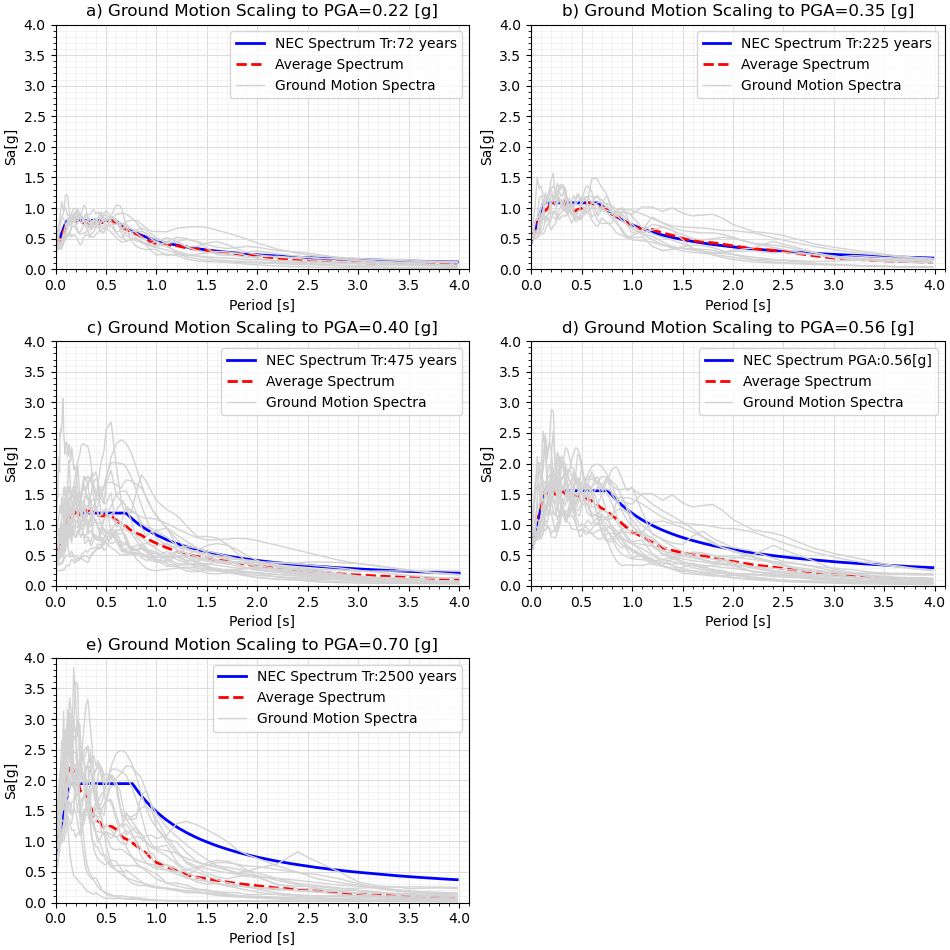 a) Ground Motion Scaling to PGA=0.22 [g]
4.0
3.5
3.0
2.5
2.0
1.5
1.0
0.5
0.0
Sa[g]
NEC Spectrum Tr:72 years
Average Spectrum
Ground Motion Spectra
0.0 0.5 1.0 1.5 2.0 2.5 3.0 3.5 4.0
Period [s]
b) Ground Motion Scaling to PGA=0.35 [g]
4.0
3.5
3.0
2.5
2.0
1.5
1.0
0.5
0.0
Sa[g]
NEC Spectrum Tr:225 years
Average Spectrum
Ground Motion Spectra
0.0 0.5 1.0 1.5 2.0 2.5 3.0 3.5 4.0
Period [s]
c) Ground Motion Scaling to PGA=0.40 [g]
4.0
3.5
3.0
2.5
2.0
1.5
1.0
0.5
0.0
Sa[g]
NEC Spectrum Tr:475 years
Average Spectrum
Ground Motion Spectra
0.0 0.5 1.0 1.5 2.0 2.5 3.0 3.5 4.0
Period [s]
d) Ground Motion Scaling to PGA=0.56 [g]
4.0
3.5
3.0
2.5
2.0
1.5
1.0
0.5
0.0
Sa[g]
NEC Spectrum PGA:0.56[g]
Average Spectrum
Ground Motion Spectra
0.0 0.5 1.0 1.5 2.0 2.5 3.0 3.5 4.0
Period [s]
e) Ground Motion Scaling to PGA=0.70 [g]
4.0
3.5
3.0
2.5
2.0
1.5
1.0
0.5
0.0
Sa[g]
NEC Spectrum Tr:2500 years
Average Spectrum
Ground Motion Spectra
0.0 0.5 1.0 1.5 2.0 2.5 3.0 3.5 4.0
Period [s]